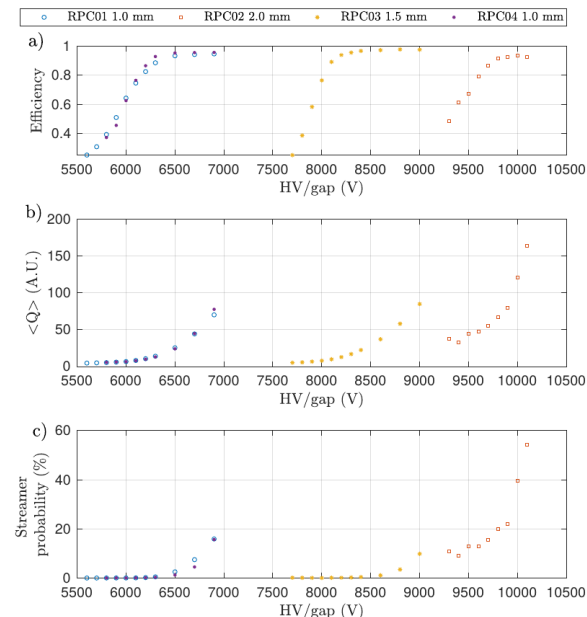 RPC01 1.0 mm RPC02 2.0 mm RPC03 1.5 mm RPC04 1.0 mm
a)
1
0.8
0.6
0.4
Efficiency
5500 6000 6500 7000 7500 8000 8500 9000 9500 10000 10500
HV/gap (V)
b)
200
150
100
50
0
<Q> (A.U.)
5500 6000 6500 7000 7500 8000 8500 9000 9500 10000 10500
HV/gap (V)
c)
60
40
20
0
Streamer
probability (%)
5500 6000 6500 7000 7500 8000 8500 9000 9500 10000 10500
HV/gap (V)